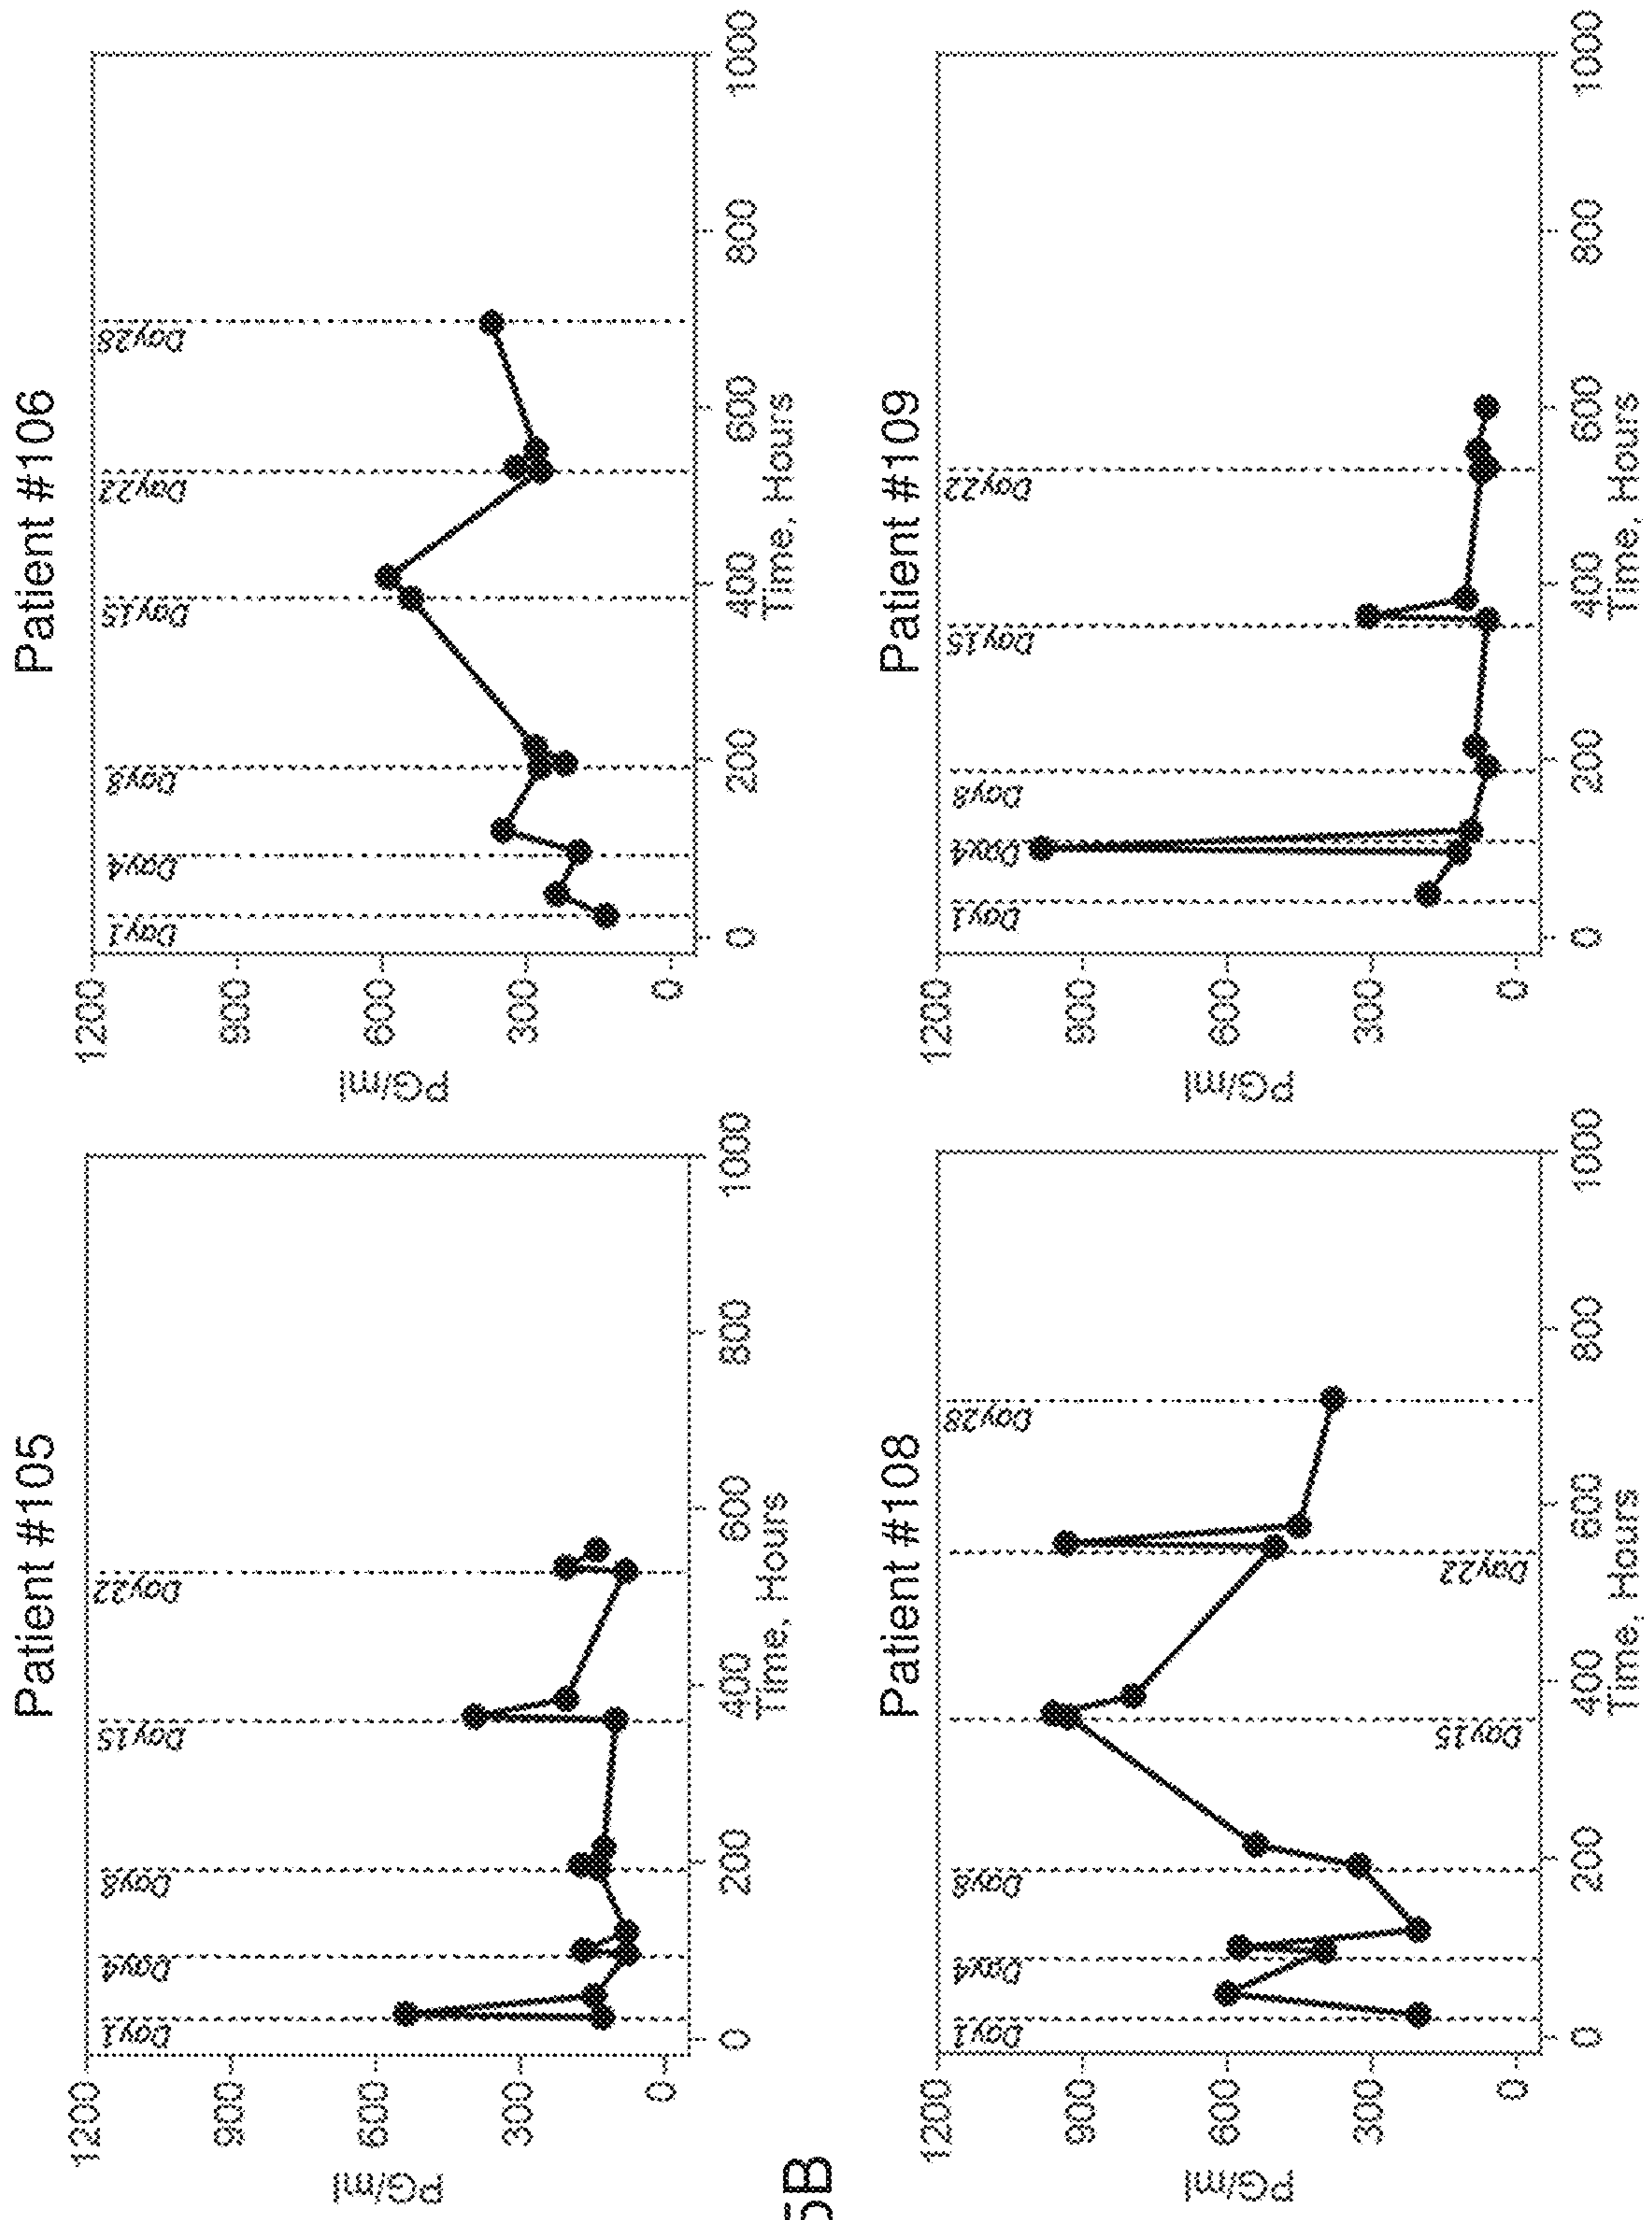 Patient #105
PG/ml
1200
900
600
300
0
Day1
Day4
Day8
Day15
Day22
0
200
400
600
800
1000
Time, Hours
Patient #106
PG/ml
1200
900
600
300
0
Day1
Day4
Day8
Day15
Day22
Day28
0
200
400
600
800
1000
Time, Hours
5B
Patient #108
PG/ml
1200
900
600
300
0
Day1
Day4
Day8
Day15
Day22
Day28
0
200
400
600
800
1000
Time, Hours
Patient #109
PG/ml
1200
900
600
300
0
Day1
Day4
Day8
Day15
Day22
0
200
400
600
800
1000
Time, Hours